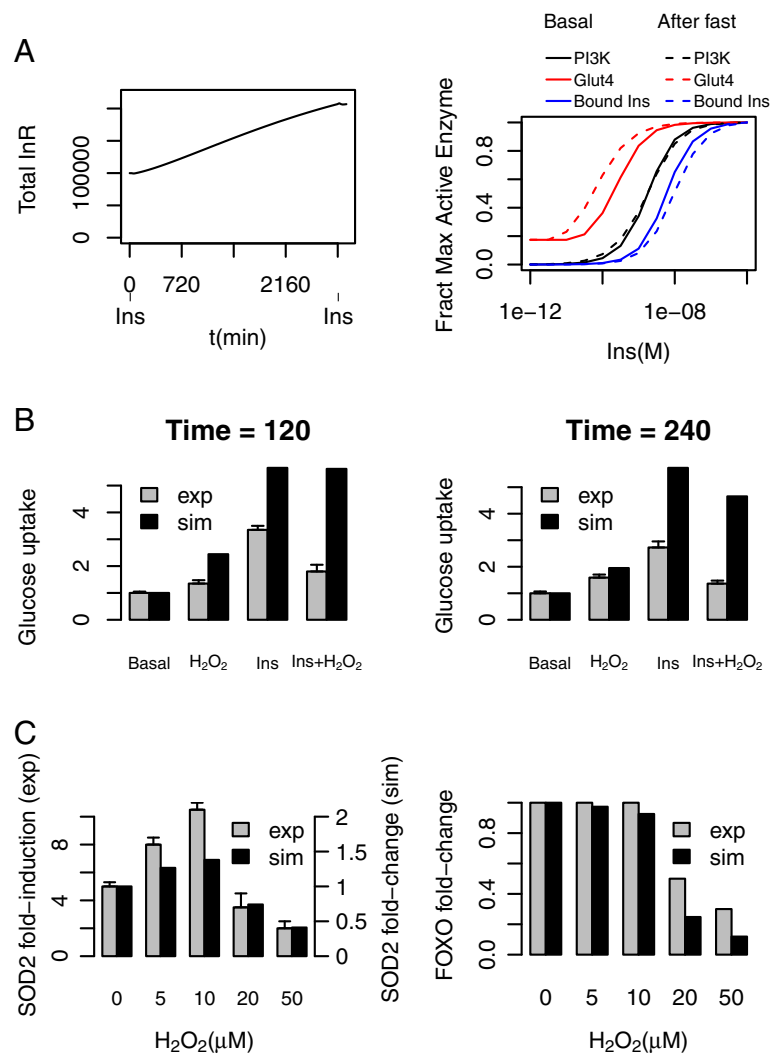 A
Total InR
0
100000
0
720
2160
Ins
Ins
t(min)
Basal
After fast
PI3K
Glut4
Bound Ins
PI3K
Glut4
Bound Ins
Fract Max Active Enzyme
0.0
0.4
0.8
1e−12
1e−08
Ins(M)
B
Time = 120
Glucose uptake
0
2
4
exp
sim
Basal
H₂O₂
Ins
Ins+H₂O₂
Time = 240
Glucose uptake
0
2
4
exp
sim
Basal
H₂O₂
Ins
Ins+H₂O₂
C
SOD2 fold−induction (exp)
0
4
8
exp
sim
SOD2 fold−change (sim)
0
0.5
1
1.5
2
0
5
10
20
50
H₂O₂(μM)
FOXO fold−change
0.0
0.4
0.8
exp
sim
0
5
10
20
50
H₂O₂(μM)